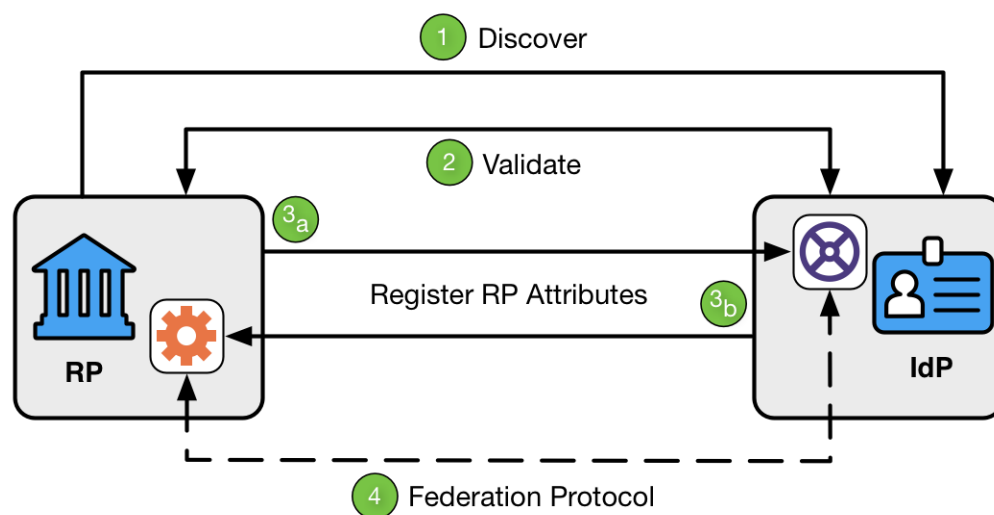 1 Discover
2 Validate
3a
Register RP Attributes
3b
RP
IdP
4 Federation Protocol